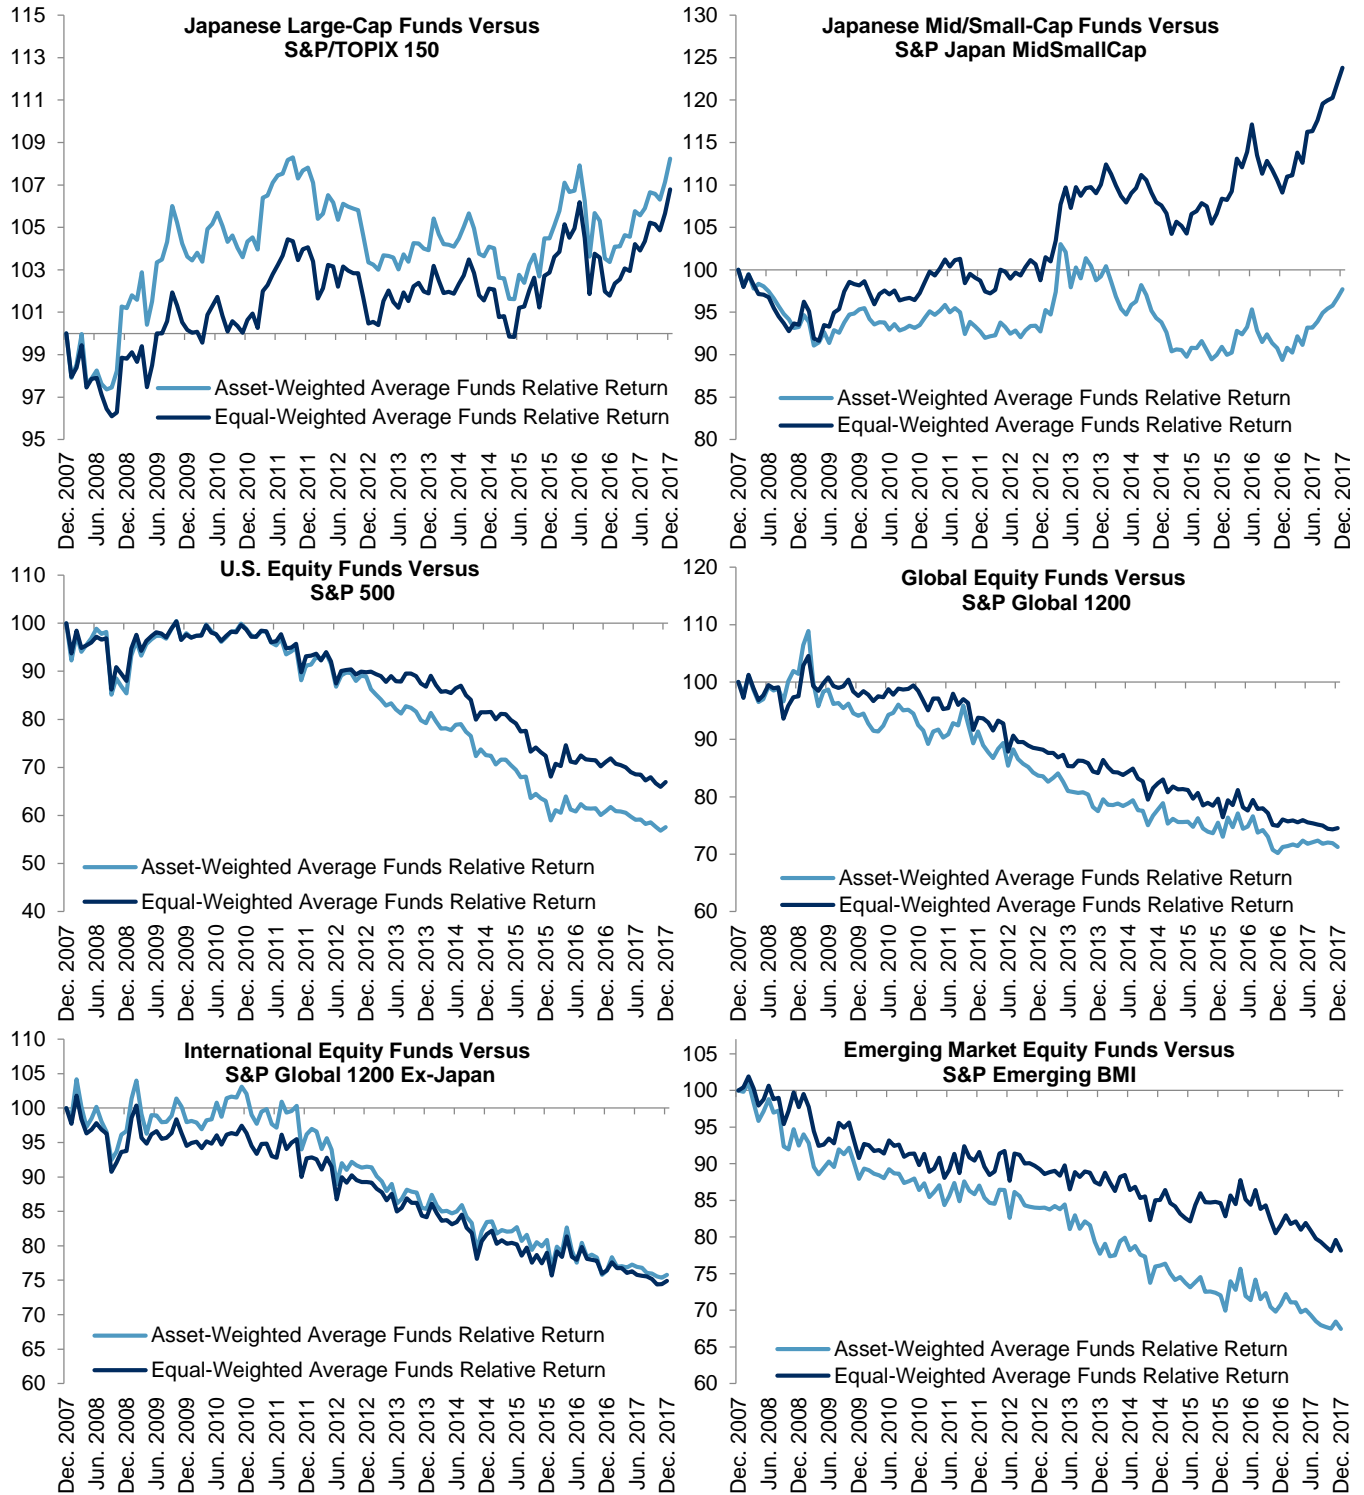 Japanese Large-Cap Funds Versus
S&P/TOPIX 150
115
113
111
109
107
105
103
101
99
97
95
Asset-Weighted Average Funds Relative Return
Equal-Weighted Average Funds Relative Return
Dec. 2007
Jun. 2008
Dec. 2008
Jun. 2009
Dec. 2009
Jun. 2010
Dec. 2010
Jun. 2011
Dec. 2011
Jun. 2012
Dec. 2012
Jun. 2013
Dec. 2013
Jun. 2014
Dec. 2014
Jun. 2015
Dec. 2015
Jun. 2016
Dec. 2016
Jun. 2017
Dec. 2017
Japanese Mid/Small-Cap Funds Versus
S&P Japan MidSmallCap
130
125
120
115
110
105
100
95
90
85
80
Asset-Weighted Average Funds Relative Return
Equal-Weighted Average Funds Relative Return
Dec. 2007
Jun. 2008
Dec. 2008
Jun. 2009
Dec. 2009
Jun. 2010
Dec. 2010
Jun. 2011
Dec. 2011
Jun. 2012
Dec. 2012
Jun. 2013
Dec. 2013
Jun. 2014
Dec. 2014
Jun. 2015
Dec. 2015
Jun. 2016
Dec. 2016
Jun. 2017
Dec. 2017
U.S. Equity Funds Versus
S&P 500
110
100
90
80
70
60
50
40
Asset-Weighted Average Funds Relative Return
Equal-Weighted Average Funds Relative Return
Dec. 2007
Jun. 2008
Dec. 2008
Jun. 2009
Dec. 2009
Jun. 2010
Dec. 2010
Jun. 2011
Dec. 2011
Jun. 2012
Dec. 2012
Jun. 2013
Dec. 2013
Jun. 2014
Dec. 2014
Jun. 2015
Dec. 2015
Jun. 2016
Dec. 2016
Jun. 2017
Dec. 2017
Global Equity Funds Versus
S&P Global 1200
120
110
100
90
80
70
60
Asset-Weighted Average Funds Relative Return
Equal-Weighted Average Funds Relative Return
Dec. 2007
Jun. 2008
Dec. 2008
Jun. 2009
Dec. 2009
Jun. 2010
Dec. 2010
Jun. 2011
Dec. 2011
Jun. 2012
Dec. 2012
Jun. 2013
Dec. 2013
Jun. 2014
Dec. 2014
Jun. 2015
Dec. 2015
Jun. 2016
Dec. 2016
Jun. 2017
Dec. 2017
International Equity Funds Versus
S&P Global 1200 Ex-Japan
110
105
100
95
90
85
80
75
70
65
60
Asset-Weighted Average Funds Relative Return
Equal-Weighted Average Funds Relative Return
Dec. 2007
Jun. 2008
Dec. 2008
Jun. 2009
Dec. 2009
Jun. 2010
Dec. 2010
Jun. 2011
Dec. 2011
Jun. 2012
Dec. 2012
Jun. 2013
Dec. 2013
Jun. 2014
Dec. 2014
Jun. 2015
Dec. 2015
Jun. 2016
Dec. 2016
Jun. 2017
Dec. 2017
Emerging Market Equity Funds Versus
S&P Emerging BMI
105
100
95
90
85
80
75
70
65
60
Asset-Weighted Average Funds Relative Return
Equal-Weighted Average Funds Relative Return
Dec. 2007
Jun. 2008
Dec. 2008
Jun. 2009
Dec. 2009
Jun. 2010
Dec. 2010
Jun. 2011
Dec. 2011
Jun. 2012
Dec. 2012
Jun. 2013
Dec. 2013
Jun. 2014
Dec. 2014
Jun. 2015
Dec. 2015
Jun. 2016
Dec. 2016
Jun. 2017
Dec. 2017